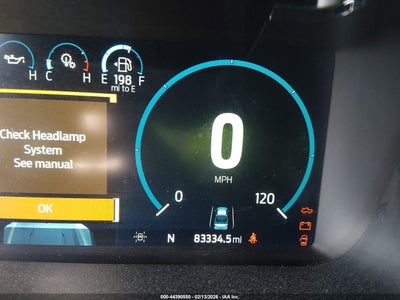 H C H E F
198
mi to E
Check Headlamp
System
See manual
OK
0
MPH
0 120
N 83334.5 mi
000-44390550 - 02/13/2026 - IAA Inc.